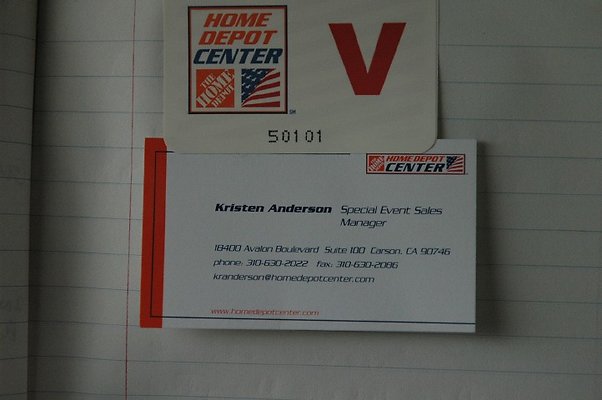 HOME
DEPOT
CENTER
THE
HOME
DEPOT
V
50101
HOME DEPOT
CENTER
Kristen Anderson Special Event Sales
Manager
18400 Avalon Boulevard Suite 100 Carson, CA 90746
phone: 310-630-2022 fax: 310-630-2086
kranderson@homedepotcenter.com
www.homedepotcenter.com